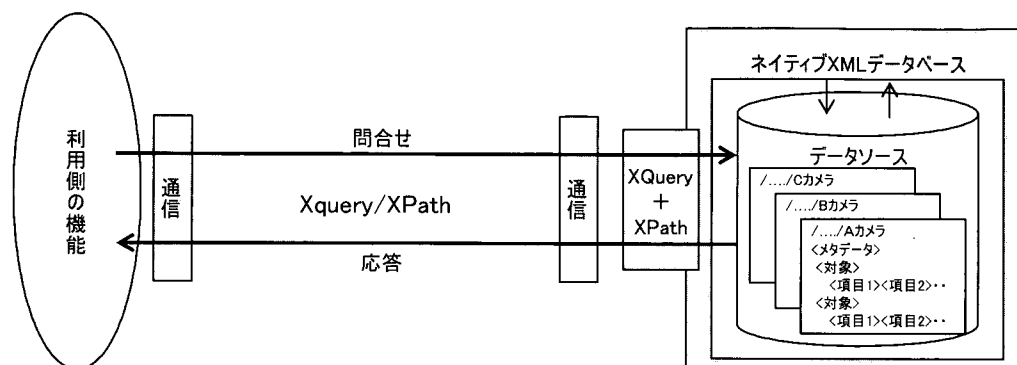 ネイティブXMLデータベース
利用側の機能
通信
問合せ
Xquery/XPath
応答
通信
XQuery
+
XPath
データソース
/..../Cカメラ
/..../Bカメラ
/..../Aカメラ
<メタデータ>
<対象>
<項目1><項目2>‥
<対象>
<項目1><項目2>‥